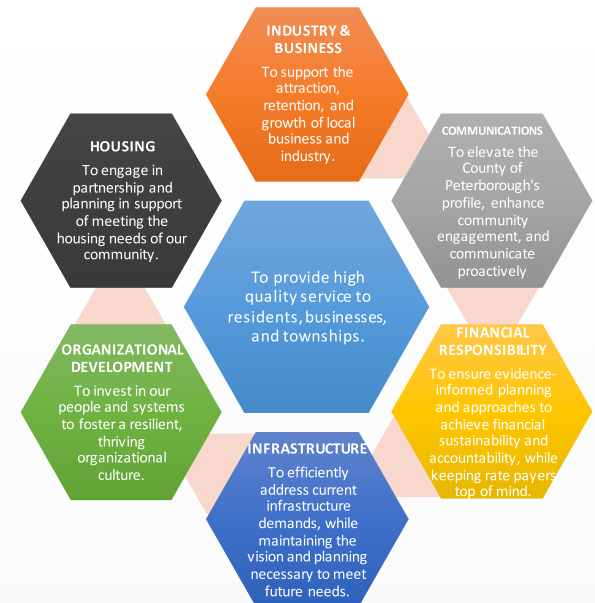 INDUSTRY &
BUSINESS
To support the
attraction,
retention, and
growth of local
business and
industry.
COMMUNICATIONS
To elevate the
County of
Peterborough's
profile, enhance
community
engagement, and
communicate
proactively
HOUSING
To engage in
partnership and
planning in support
of meeting the
housing needs of our
community.
To provide high
quality service to
residents, businesses,
and townships.
FINANCIAL
RESPONSIBILITY
To ensure evidence-
informed planning
and approaches to
achieve financial
sustainability and
accountability, while
keeping rate payers
top of mind.
ORGANIZATIONAL
DEVELOPMENT
To invest in our
people and systems
to foster a resilient,
thriving
organizational
culture.
INFRASTRUCTURE
To efficiently
address current
infrastructure
demands, while
maintaining the
vision and planning
necessary to meet
future needs.